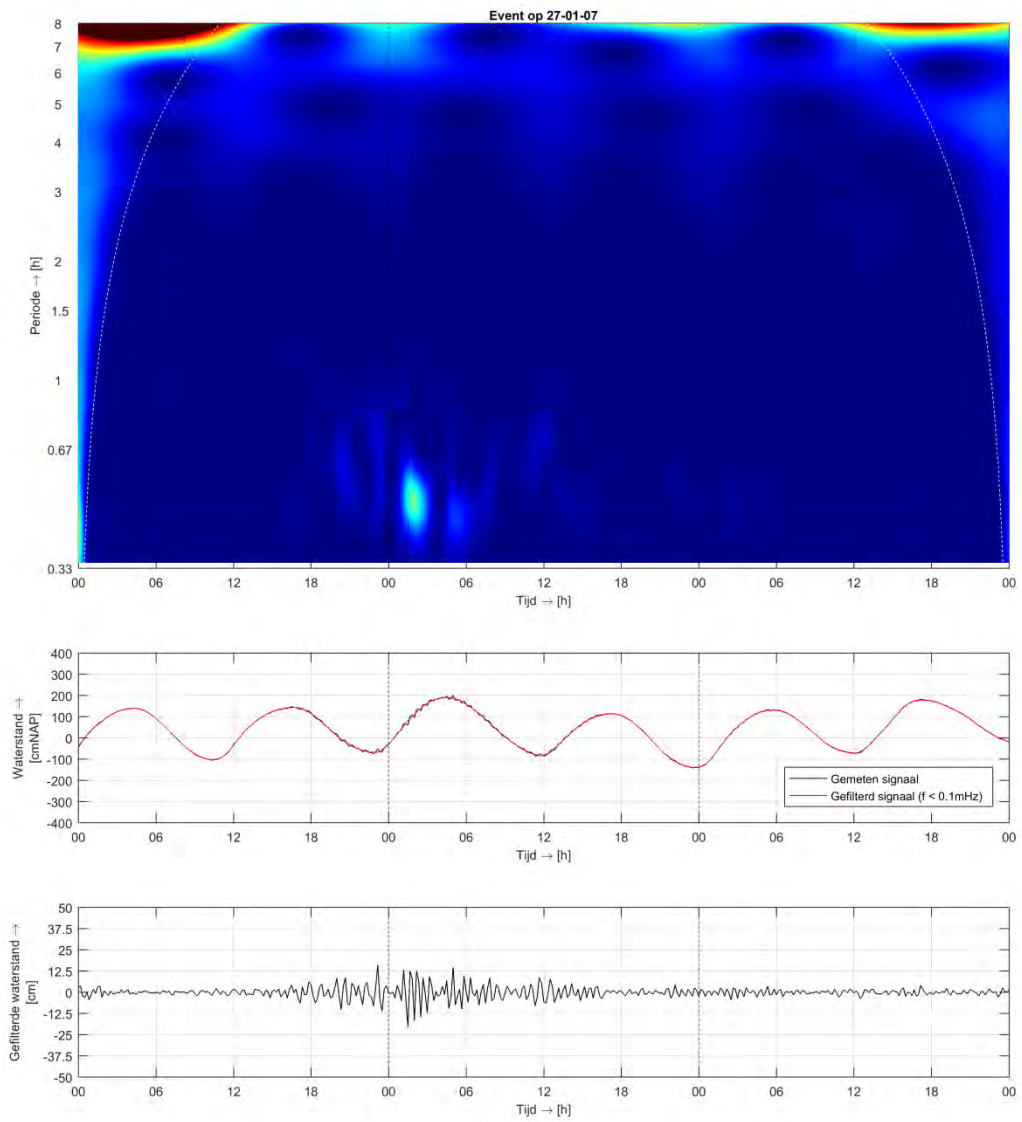 Event op 27-01-07
Periode → [h]
8
7
6
5
4
3
2
1.5
1
0.67
0.33
00 06 12 18 00 06 12 18 00 06 12 18 00
Tijd → [h]
Waterstand →
[cmNAP]
400
300
200
100
0
-100
-200
-300
-400
Gemeten signaal
Gefilterd signaal (f < 0.1mHz)
00 06 12 18 00 06 12 18 00 06 12 18 00
Tijd → [h]
Gefilterde waterstand →
[cm]
50
37.5
25
12.5
0
-12.5
-25
-37.5
-50
00 06 12 18 00 06 12 18 00 06 12 18 00
Tijd → [h]